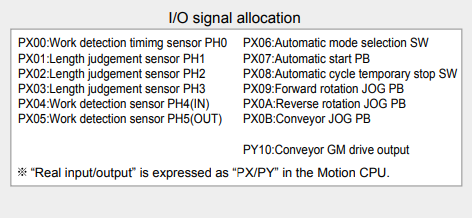 I/O signal allocation
PX00:Work detection timimg sensor PH0
PX01:Length judgement sensor PH1
PX02:Length judgement sensor PH2
PX03:Length judgement sensor PH3
PX04:Work detection sensor PH4(IN)
PX05:Work detection sensor PH5(OUT)
PX06:Automatic mode selection SW
PX07:Automatic start PB
PX08:Automatic cycle temporary stop SW
PX09:Forward rotation JOG PB
PX0A:Reverse rotation JOG PB
PX0B:Conveyor JOG PB
PY10:Conveyor GM drive output
※ “Real input/output” is expressed as “PX/PY” in the Motion CPU.